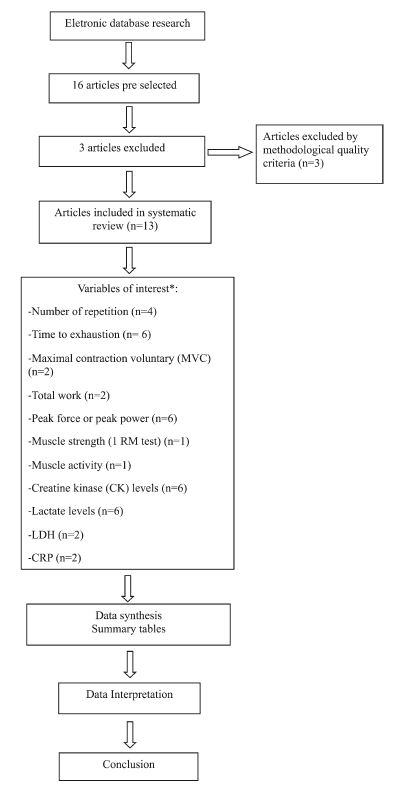 Eletronic database research
16 articles pre selected
3 articles excluded
Articles excluded by
methodological quality
criteria (n=3)
Articles included in systematic
review (n=13)
Variables of interest*:
-Number of repetition (n=4)
-Time to exhaustion (n= 6)
-Maximal contraction voluntary (MVC)
(n=2)
-Total work (n=2)
-Peak force or peak power (n=6)
-Muscle strength (1 RM test) (n=1)
-Muscle activity (n=1)
-Creatine kinase (CK) levels (n=6)
-Lactate levels (n=6)
-LDH (n=2)
-CRP (n=2)
Data synthesis
Summary tables
Data Interpretation
Conclusion